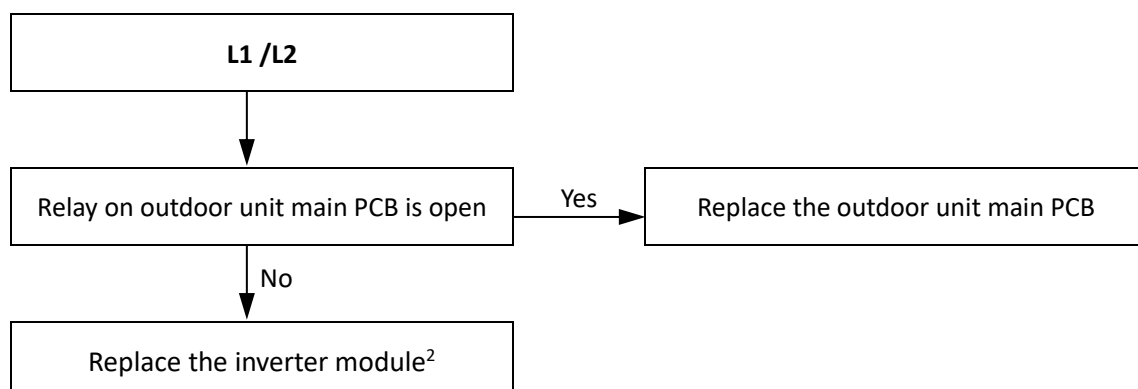 L1 /L2
Relay on outdoor unit main PCB is open
Yes
Replace the outdoor unit main PCB
No
Replace the inverter module²